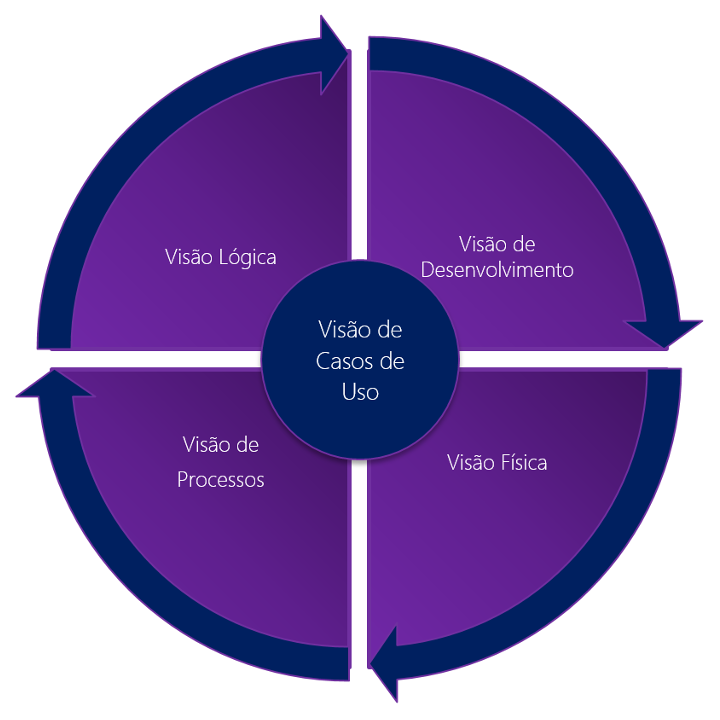 Visão Lógica
Visão de
Desenvolvimento
Visão de
Casos de
Uso
Visão de
Processos
Visão Física